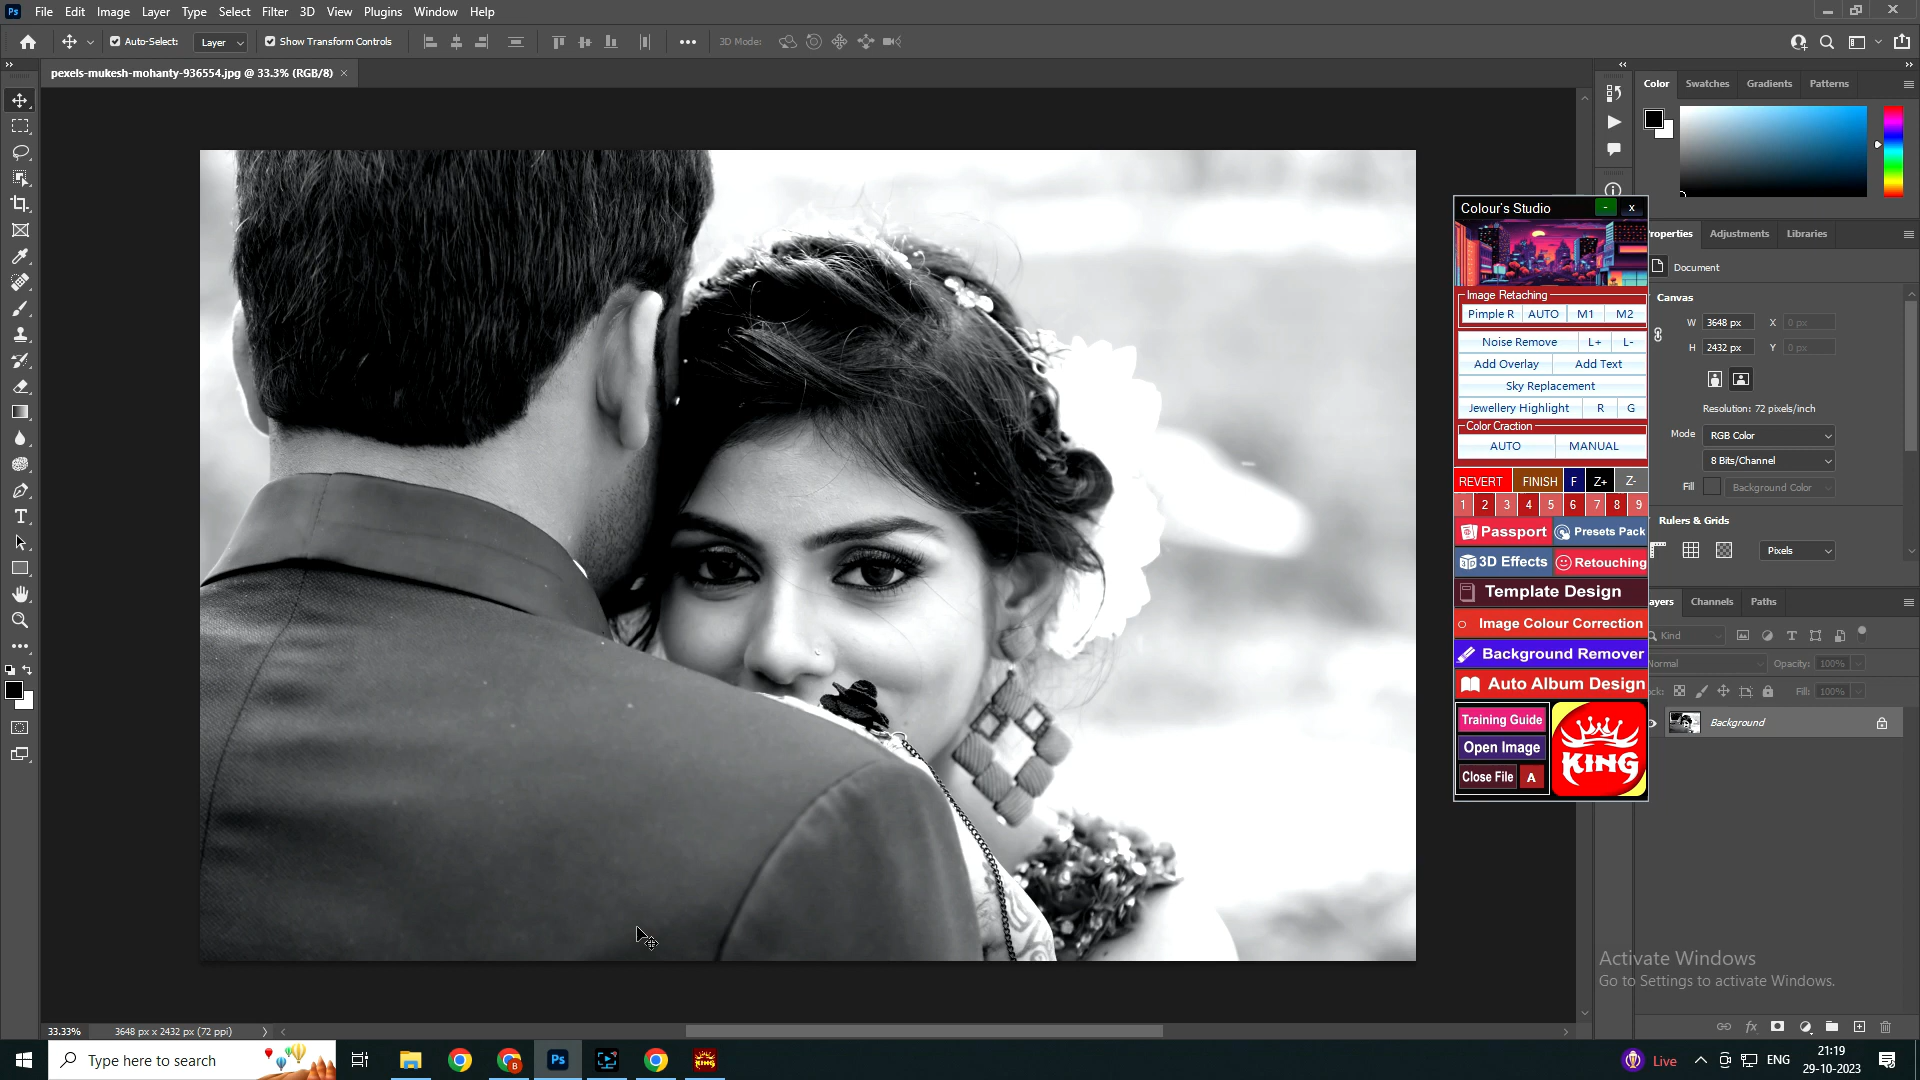 Ps File Edit Image Layer Type Select Filter 3D View Plugins Window Help
Auto-Select: Layer Show Transform Controls 3D Mode:
pexels-mukesh-mohanty-936554.jpg @ 33.3% (RGB/8) ×
Color Swatches Gradients Patterns
Colour's Studio - x
Image Retaching
Pimple R AUTO M1 M2
Noise Remove L+ L-
Add Overlay Add Text
Sky Replacement
Jewellery Highlight R G
Color Craction
AUTO MANUAL
REVERT FINISH F Z+ Z-
1 2 3 4 5 6 7 8 9
Passport Presets Pack
3D Effects Retouching
Template Design
Image Colour Correction
Background Remover
Auto Album Design
Training Guide
Open Image
Close File A
KING
roperties Adjustments Libraries
Document
Canvas
W 3648 px X 0 px
H 2432 px Y 0 px
Resolution: 72 pixels/inch
Mode RGB Color
8 Bits/Channel
Fill Background Color
Rulers & Grids
Pixels
ayers Channels Paths
Kind
ormal Opacity: 100%
ck: Fill: 100%
Background
Activate Windows
Go to Settings to activate Windows.
33.33% 3648 px x 2432 px (72 ppi)
Type here to search
Ps
KING
Live ENG 21:19
29-10-2023